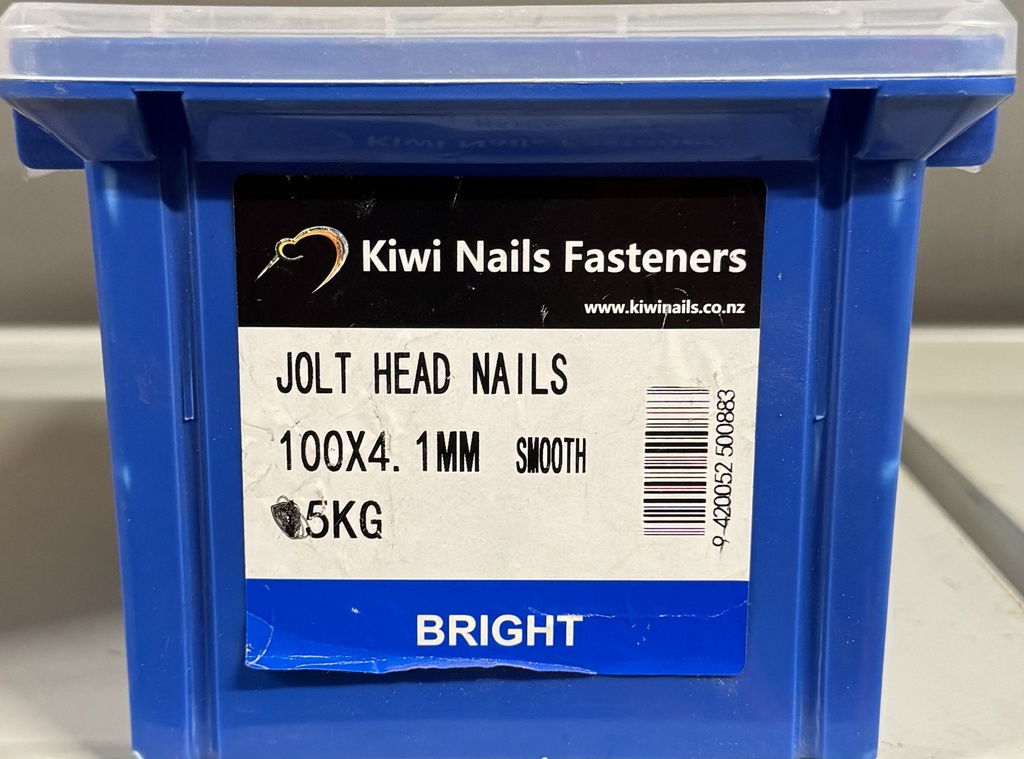 Kiwi Nails Fasteners
www.kiwinails.co.nz
JOLT HEAD NAILS
100X4.1MM SMOOTH
5KG
9 420052 500883
BRIGHT